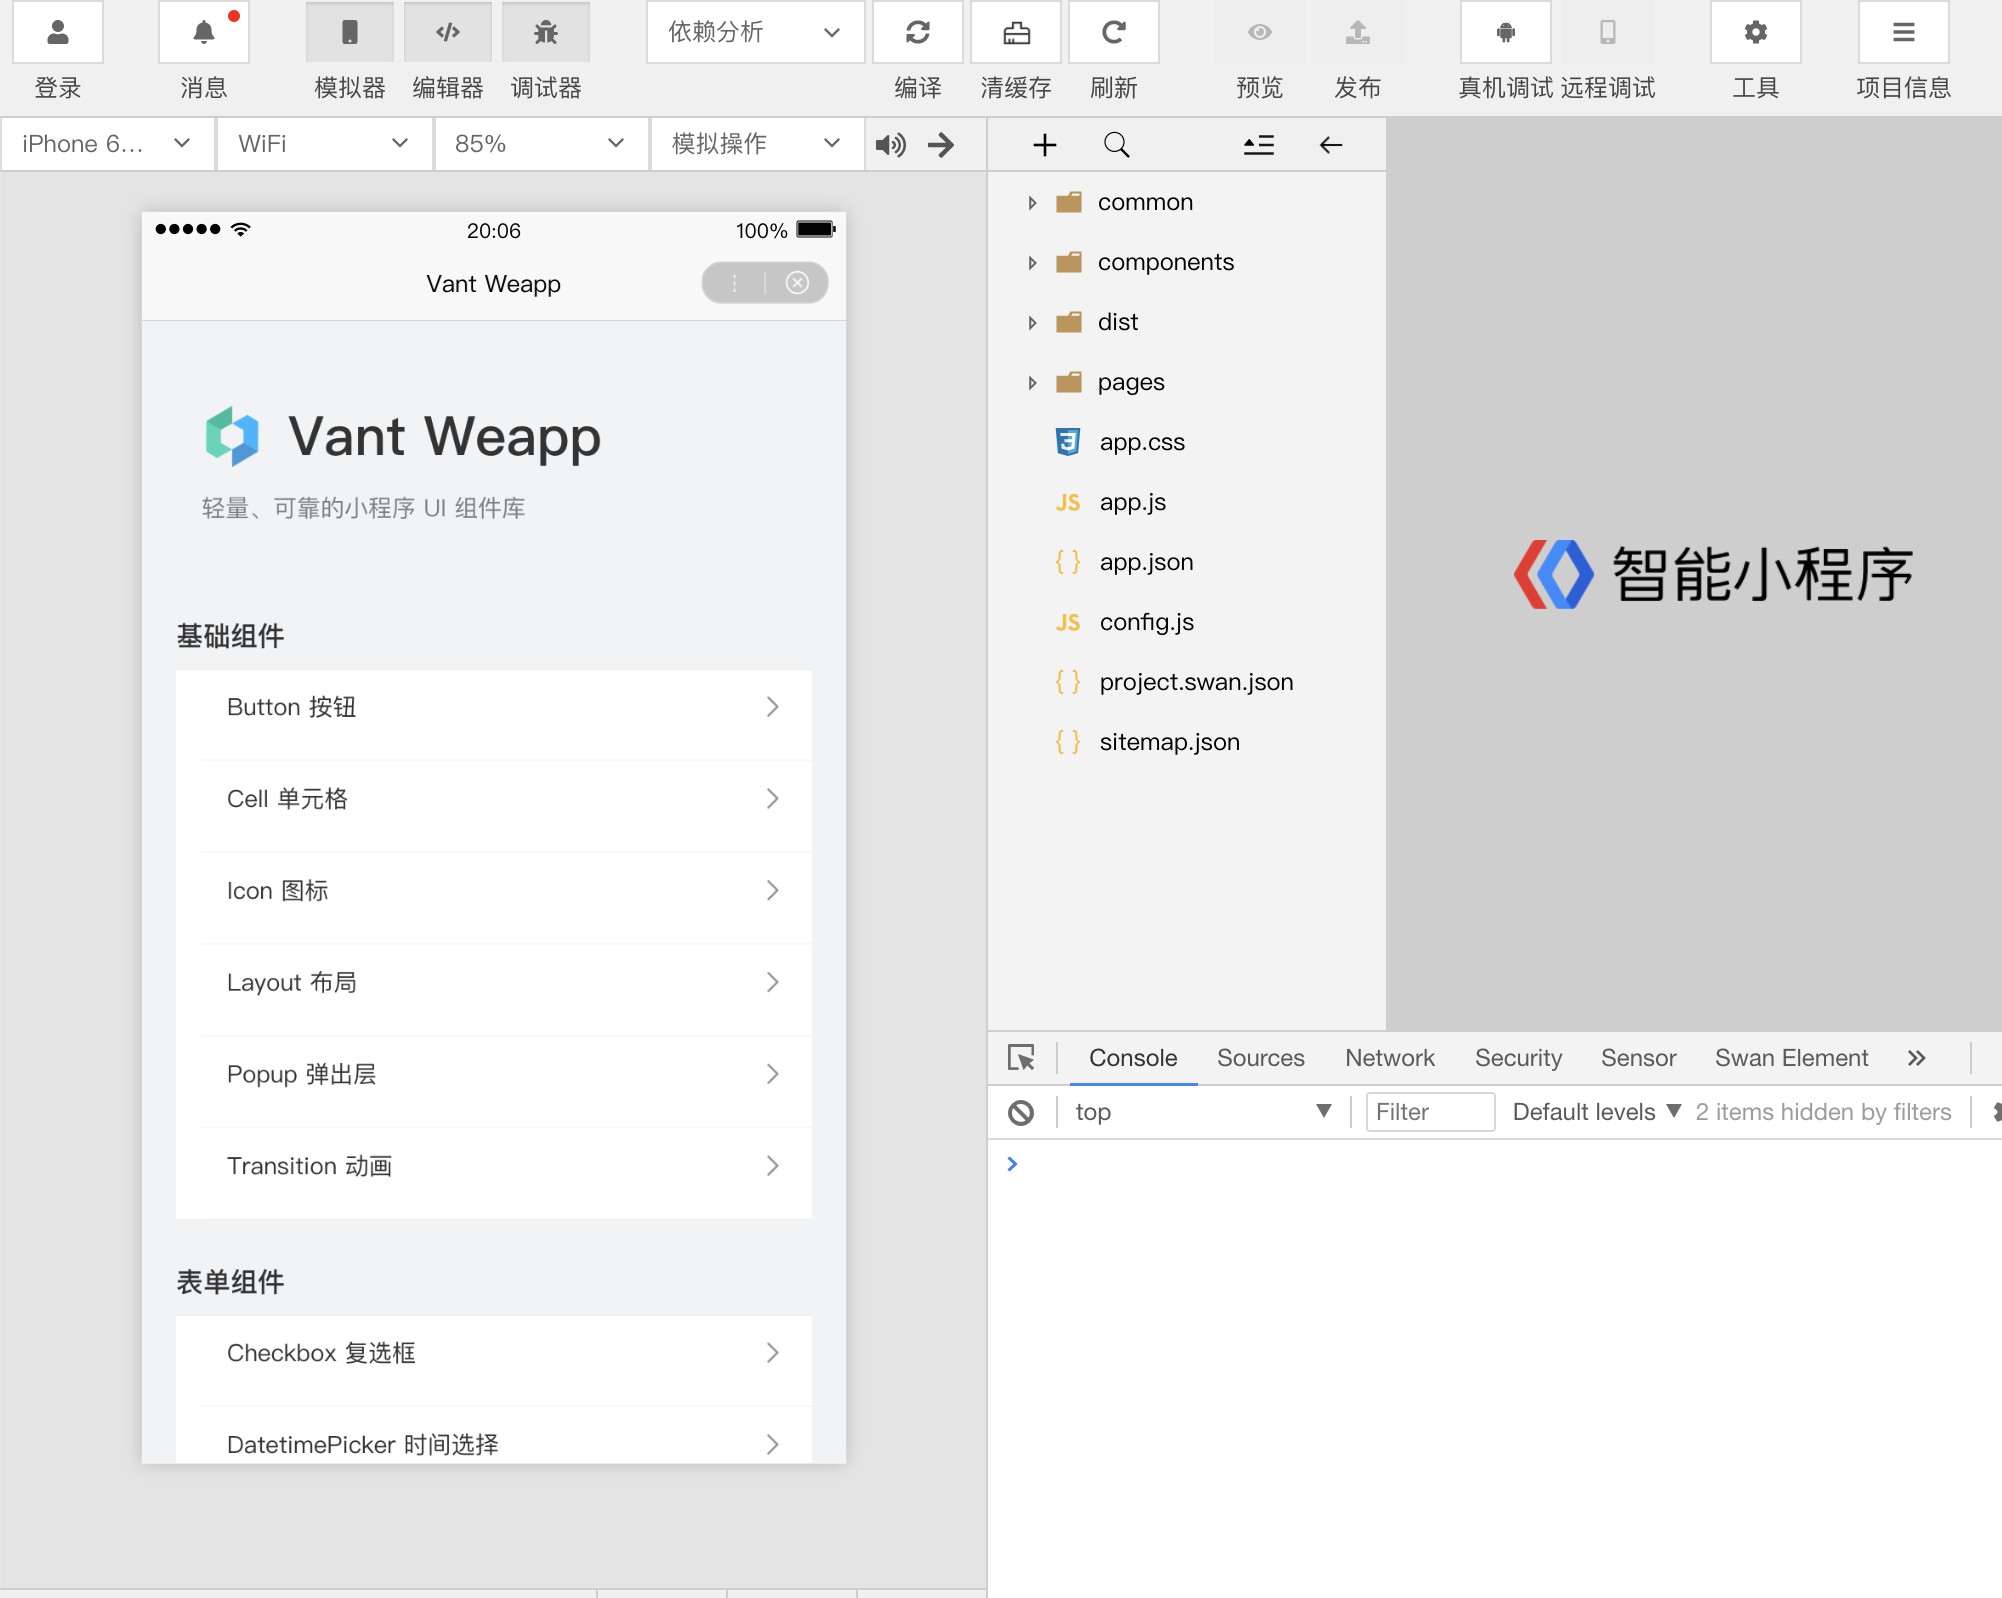 登录
消息
模拟器
编辑器
调试器
依赖分析
编译
清缓存
刷新
预览
发布
真机调试
远程调试
工具
项目信息
iPhone 6...
WiFi
85%
模拟操作
20:06
100%
Vant Weapp
Vant Weapp
轻量、可靠的小程序 UI 组件库
基础组件
Button 按钮
Cell 单元格
Icon 图标
Layout 布局
Popup 弹出层
Transition 动画
表单组件
Checkbox 复选框
DatetimePicker 时间选择
common
components
dist
pages
app.css
JS app.js
{ } app.json
JS config.js
{ } project.swan.json
{ } sitemap.json
智能小程序
Console
Sources
Network
Security
Sensor
Swan Element
top
Filter
Default levels
2 items hidden by filters